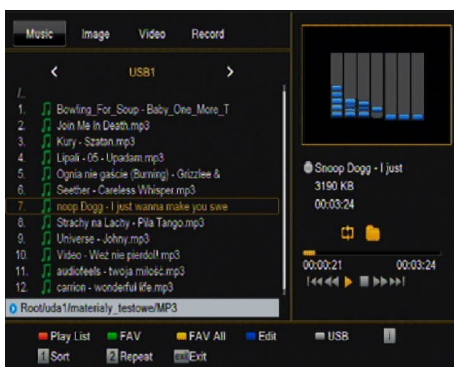 Music Image Video Record
USB1
/..
1. Bowling_For_Soup - Baby_One_More_T
2. Join Me In Death.mp3
3. Kury - Szatan.mp3
4. Lipali - 05 - Upadam.mp3
5. Ognia nie gaście (Burning) - Grizzlee &
6. Seether - Careless Whisper.mp3
7. noop Dogg - I just wanna make you swe
8. Strachy na Lachy - Piła Tango.mp3
9. Universe - Johny.mp3
10. Video - Weź nie pierdol! mp3
11. audiofeels - twoja miłość.mp3
12. carrion - wonderful life mp3
Root/uda1/materialy_testowe/MP3
Snoop Dogg - I just
3190 KB
00:03:24
00:00:21 00:03:24
Play List FAV FAV All Edit USB i
1 Sort 2 Repeat exit Exit